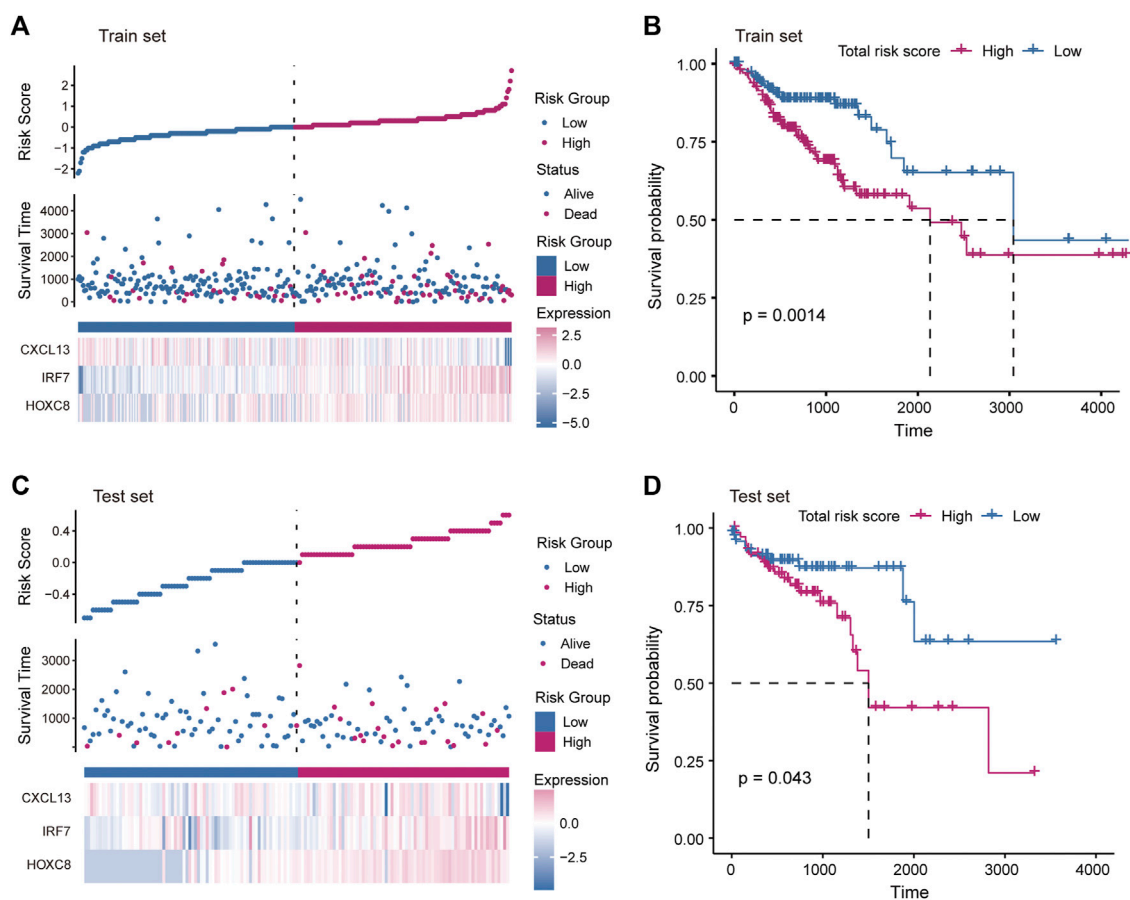 A
Train set
Risk Score
2
1
0
−1
−2
Risk Group
Low
High
Status
Alive
Dead
Survival Time
4000
3000
2000
1000
0
Risk Group
Low
High
Expression
2.5
0.0
−2.5
−5.0
CXCL13
IRF7
HOXC8
B
Train set
Total risk score High Low
Survival probability
1.00
0.75
0.50
0.25
0.00
p = 0.0014
0 1000 2000 3000 4000
Time
C
Test set
Risk Score
0.4
0.0
−0.4
Risk Group
Low
High
Status
Alive
Dead
Survival Time
3000
2000
1000
0
Risk Group
Low
High
Expression
0.0
−2.5
CXCL13
IRF7
HOXC8
D
Test set
Total risk score High Low
Survival probability
1.00
0.75
0.50
0.25
0.00
p = 0.043
0 1000 2000 3000 4000
Time